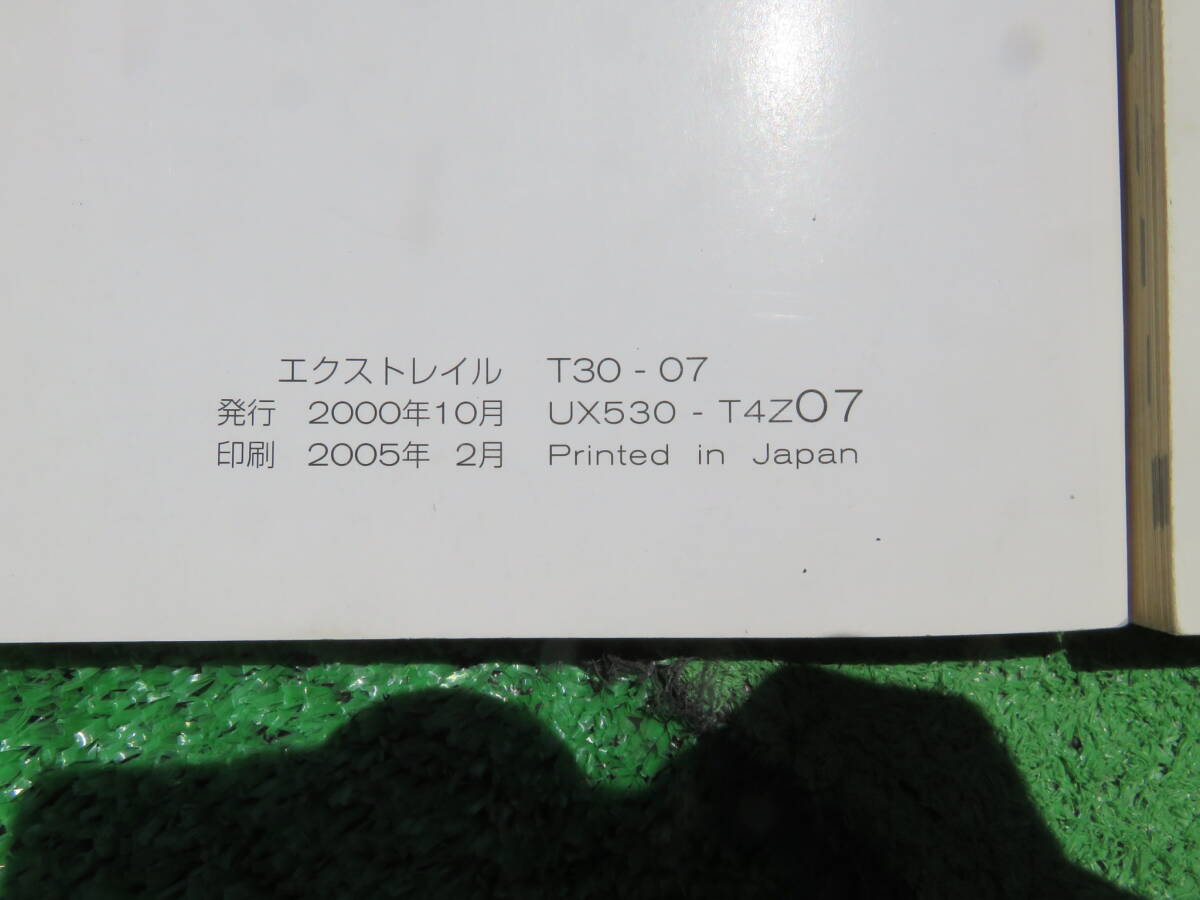 エクストレイル T30 - 07
発行 2000年10月 UX530 - T4Z07
印刷 2005年 2月 Printed in Japan